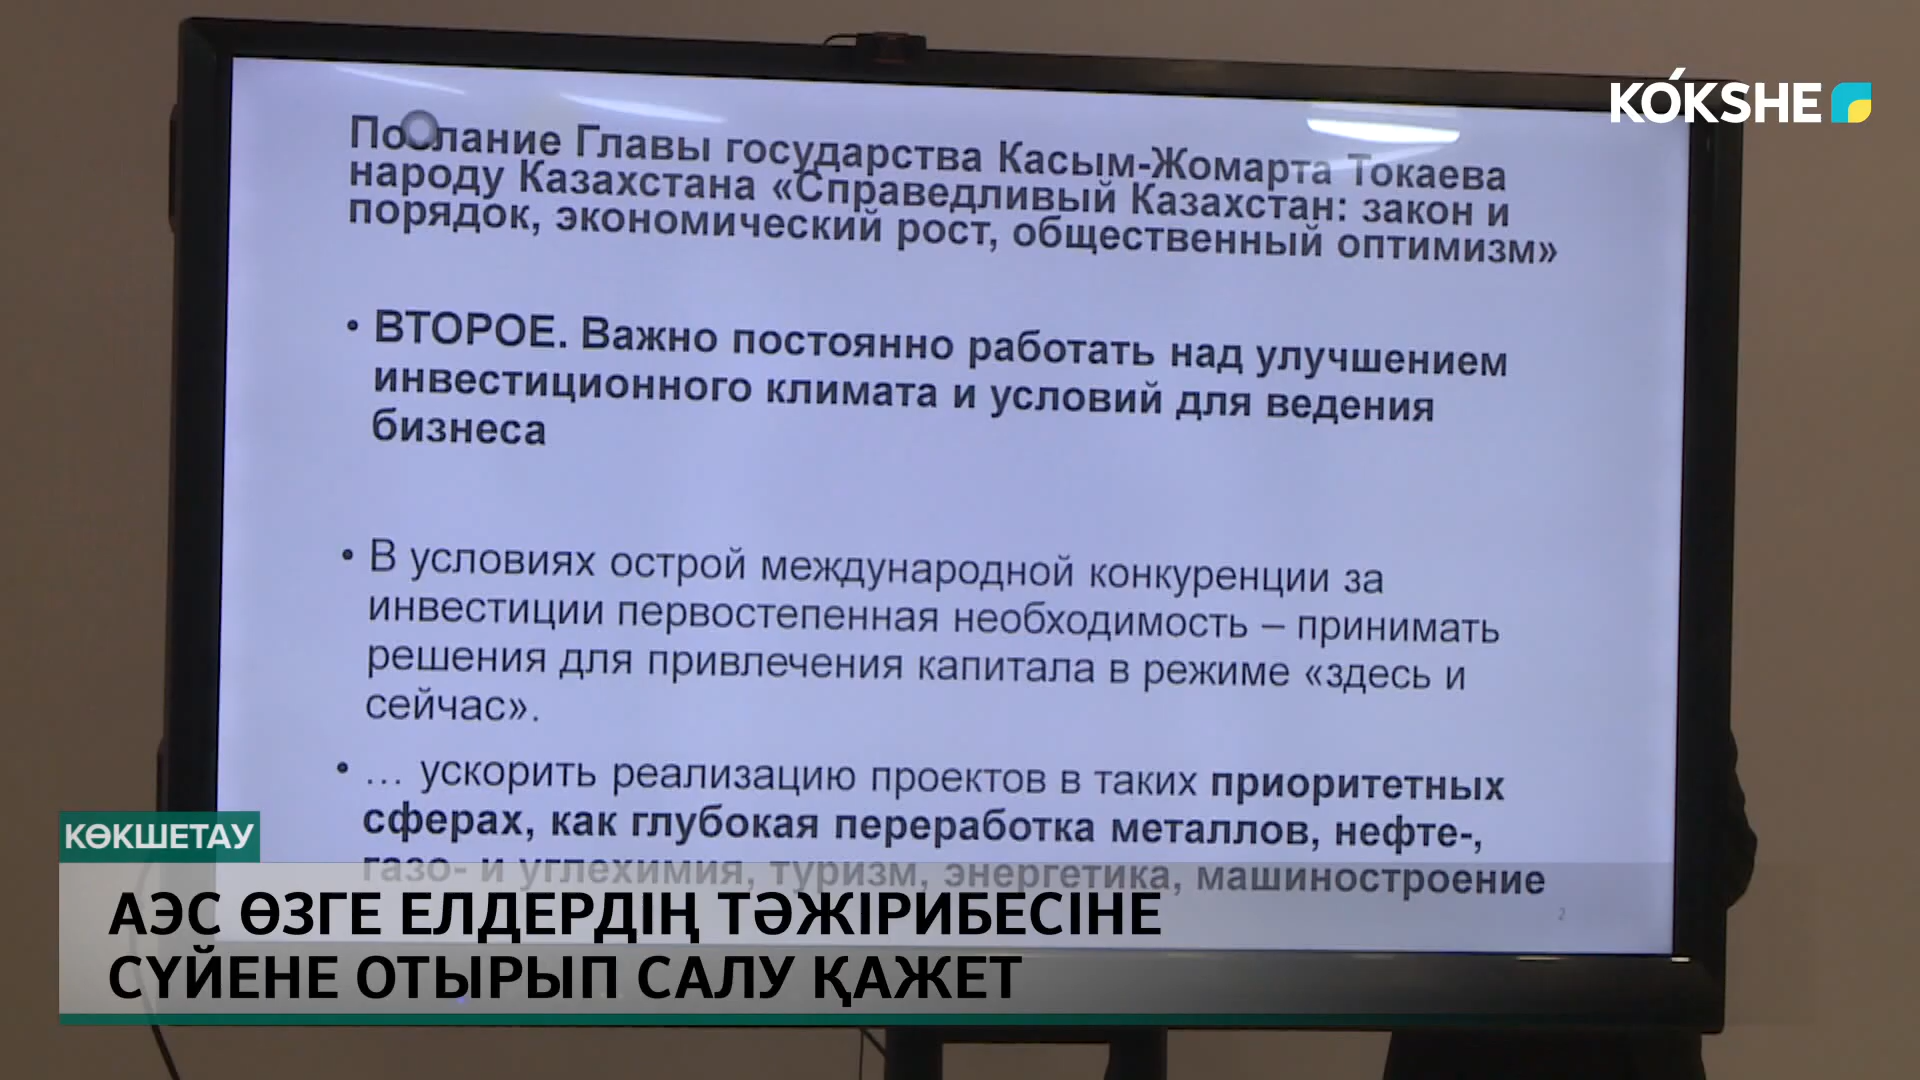 KÓKSHE
Послание Главы государства Касым-Жомарта Токаева
народу Казахстана «Справедливый Казахстан: закон и
порядок, экономический рост, общественный оптимизм»
• ВТОРОЕ. Важно постоянно работать над улучшением
инвестиционного климата и условий для ведения
бизнеса
• В условиях острой международной конкуренции за
инвестиции первостепенная необходимость – принимать
решения для привлечения капитала в режиме «здесь и
сейчас».
• ... ускорить реализацию проектов в таких приоритетных
сферах, как глубокая переработка металлов, нефте-,
газо- и углехимия, туризм, энергетика, машиностроение
2
КӨКШЕТАУ
АЭС ӨЗГЕ ЕЛДЕРДІҢ ТӘЖІРИБЕСІНЕ
СҮЙЕНЕ ОТЫРЫП САЛУ ҚАЖЕТ